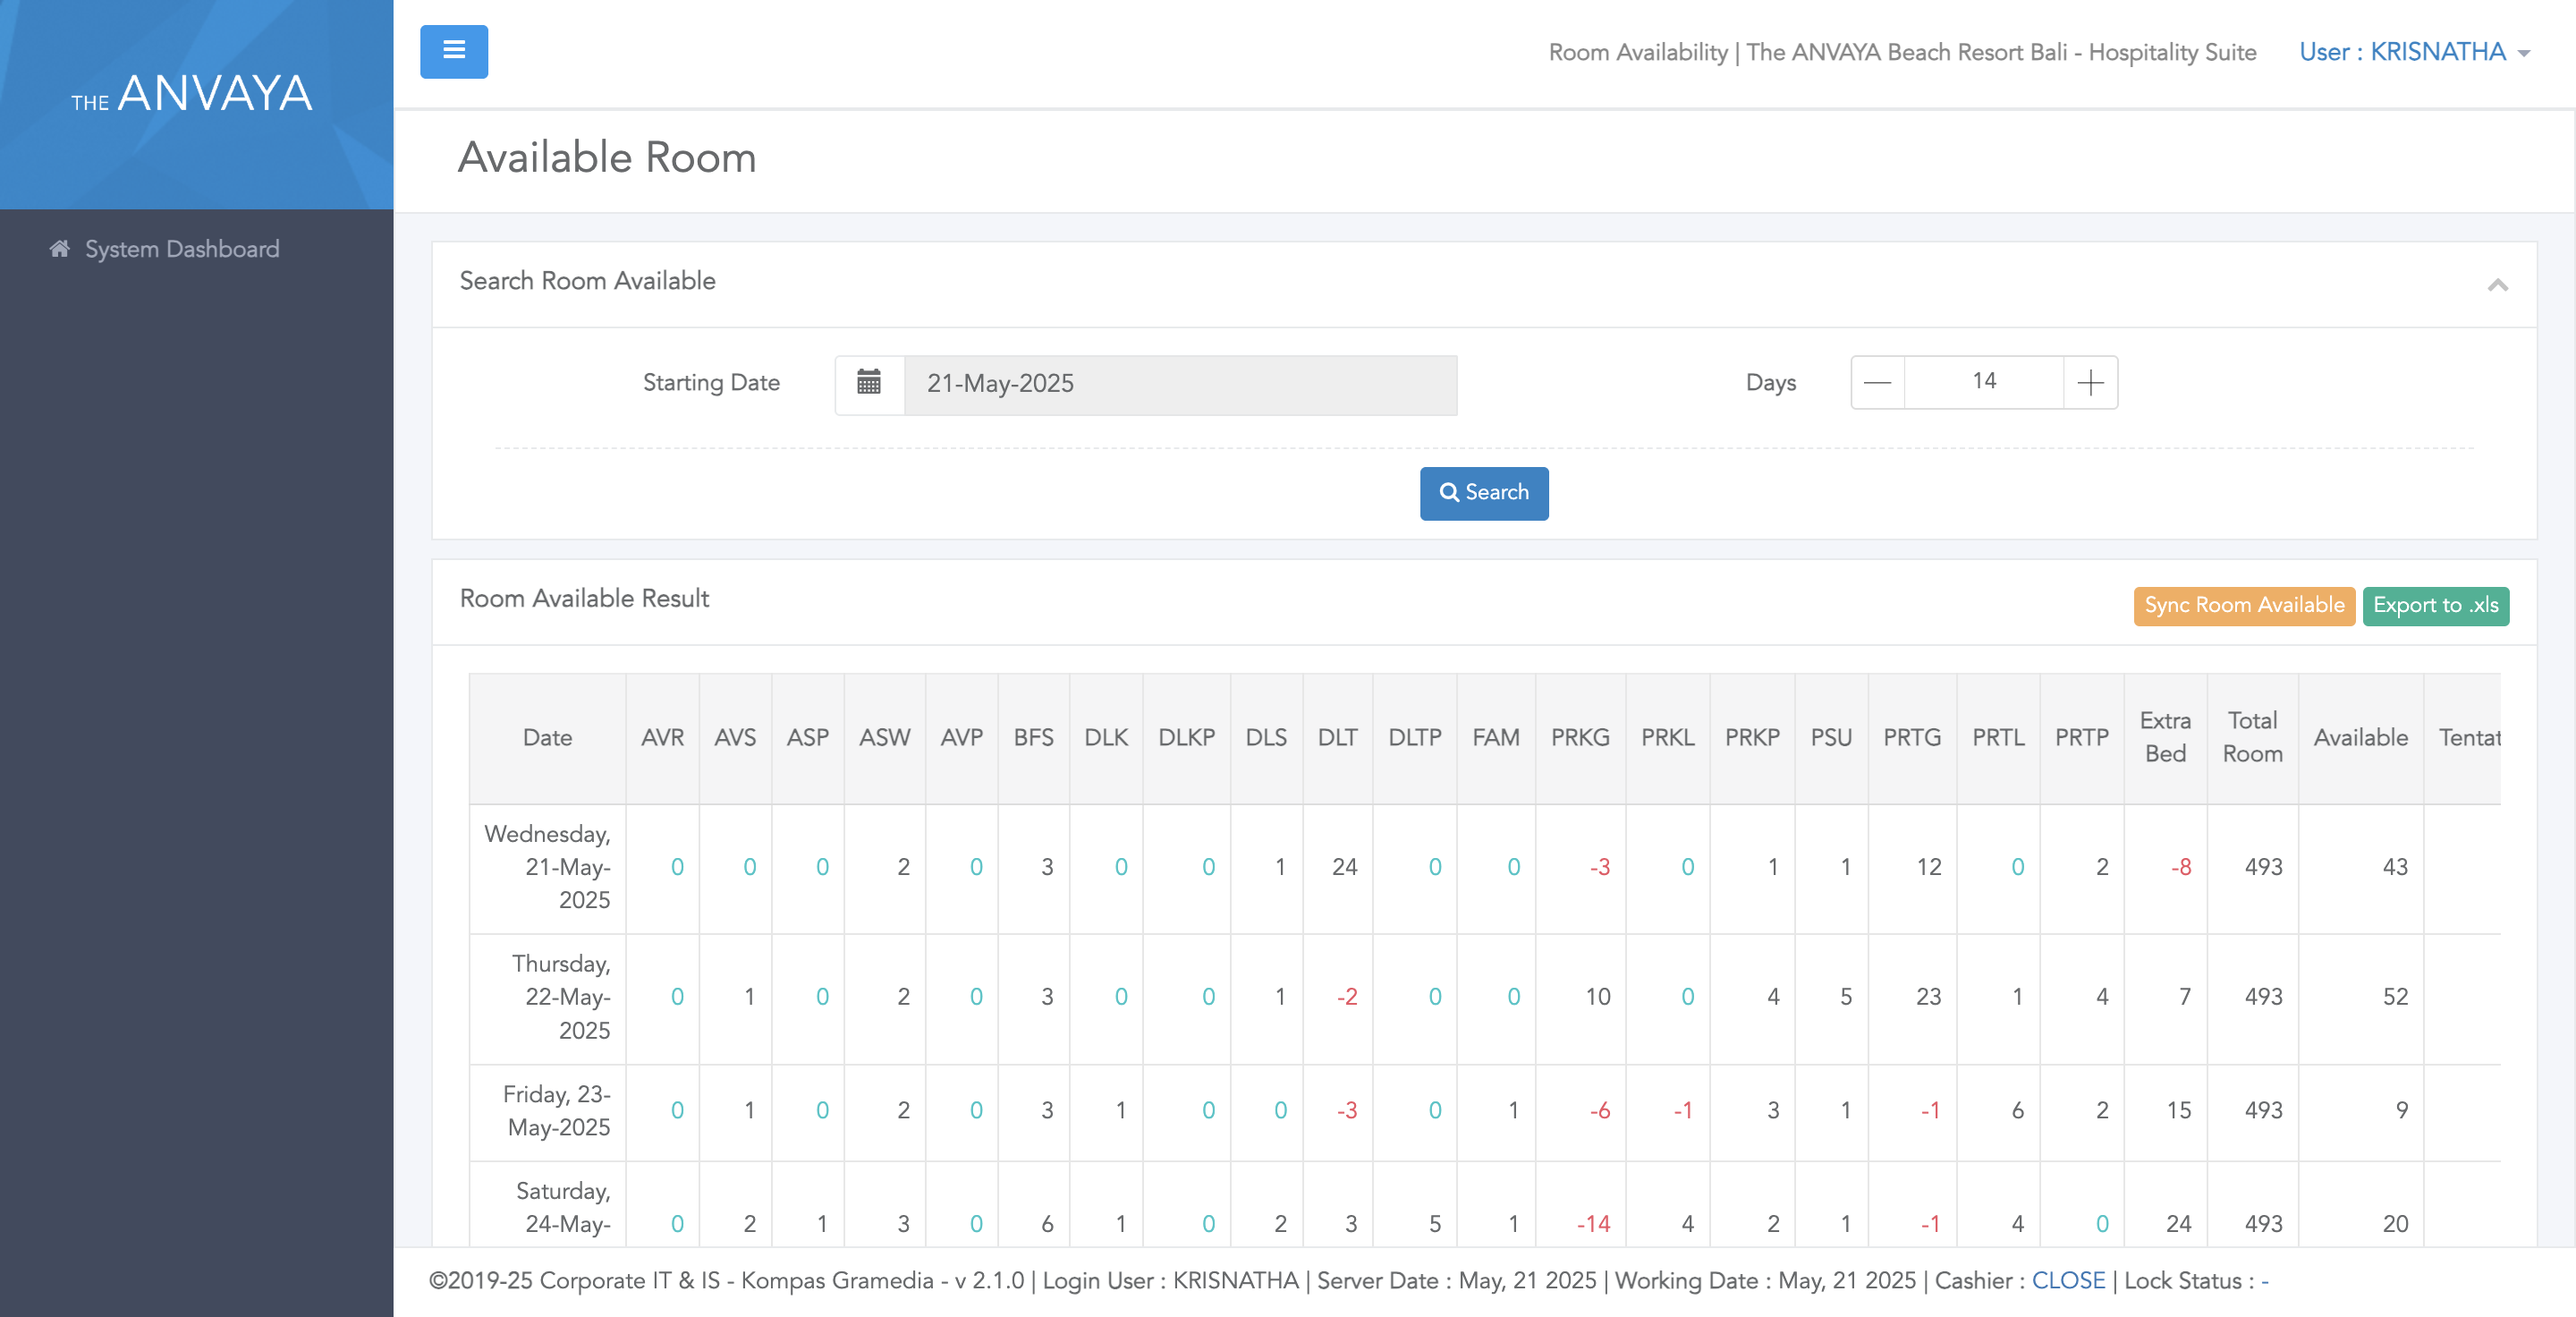 THE ANVAYA
Room Availability | The ANVAYA Beach Resort Bali - Hospitality Suite User : KRISNATHA
System Dashboard
Available Room
Search Room Available
Starting Date 21-May-2025 Days 14
Search
Room Available Result Sync Room Available Export to .xls
Date AVR AVS ASP ASW AVP BFS DLK DLKP DLS DLT DLTP FAM PRKG PRKL PRKP PSU PRTG PRTL PRTP Extra Bed Total Room Available Tentat
Wednesday, 21-May-2025 0 0 0 2 0 3 0 0 1 24 0 0 -3 0 1 1 12 0 2 -8 493 43
Thursday, 22-May-2025 0 1 0 2 0 3 0 0 1 -2 0 0 10 0 4 5 23 1 4 7 493 52
Friday, 23-May-2025 0 1 0 2 0 3 1 0 0 -3 0 1 -6 -1 3 1 -1 6 2 15 493 9
Saturday, 24-May- 0 2 1 3 0 6 1 0 2 3 5 1 -14 4 2 1 -1 4 0 24 493 20
©2019-25 Corporate IT & IS - Kompas Gramedia - v 2.1.0 | Login User : KRISNATHA | Server Date : May, 21 2025 | Working Date : May, 21 2025 | Cashier : CLOSE | Lock Status : -